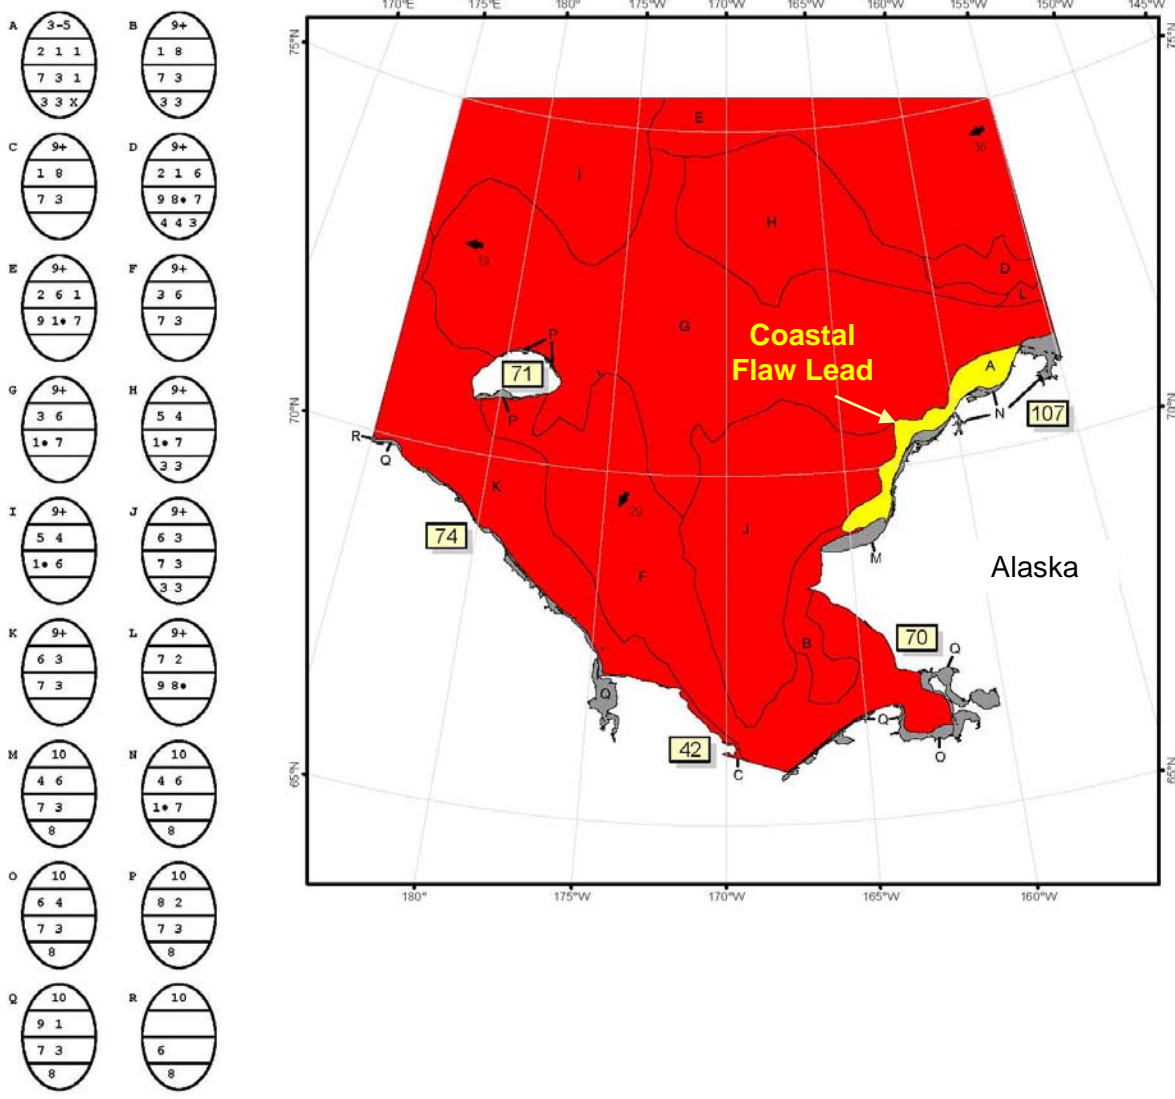 170°E 175°E 180° 175°W 170°W 165°W 165°W 155°W 150°W 145°W
A 3-5
2 1 1
7 3 1
3 3 X
B 9+
1 8
7 3
3 3
C 9+
1 8
7 3
D 9+
2 1 6
9 8• 7
4 4 3
E 9+
2 6 1
9 1• 7
F 9+
3 6
7 3
G 9+
3 6
1• 7
H 9+
5 4
1• 7
3 3
I 9+
5 4
1• 6
J 9+
6 3
7 3
3 3
K 9+
6 3
7 3
L 9+
7 2
9 8•
M 10
4 6
7 3
8
N 10
4 6
1• 7
8
O 10
6 4
7 3
8
P 10
8 2
7 3
8
Q 10
9 1
7 3
8
R 10
6
8
75°N
75°N
E
38
I
H
19
D
L
G
Coastal
Flaw Lead
P
71
A
P
N
107
70°N
70°N
R
Q
K
29
74
J
M
Alaska
F
70
B
Q
Q
Q
42
O
C
65°N
65°N
180° 175°W 170°W 165°W 160°W